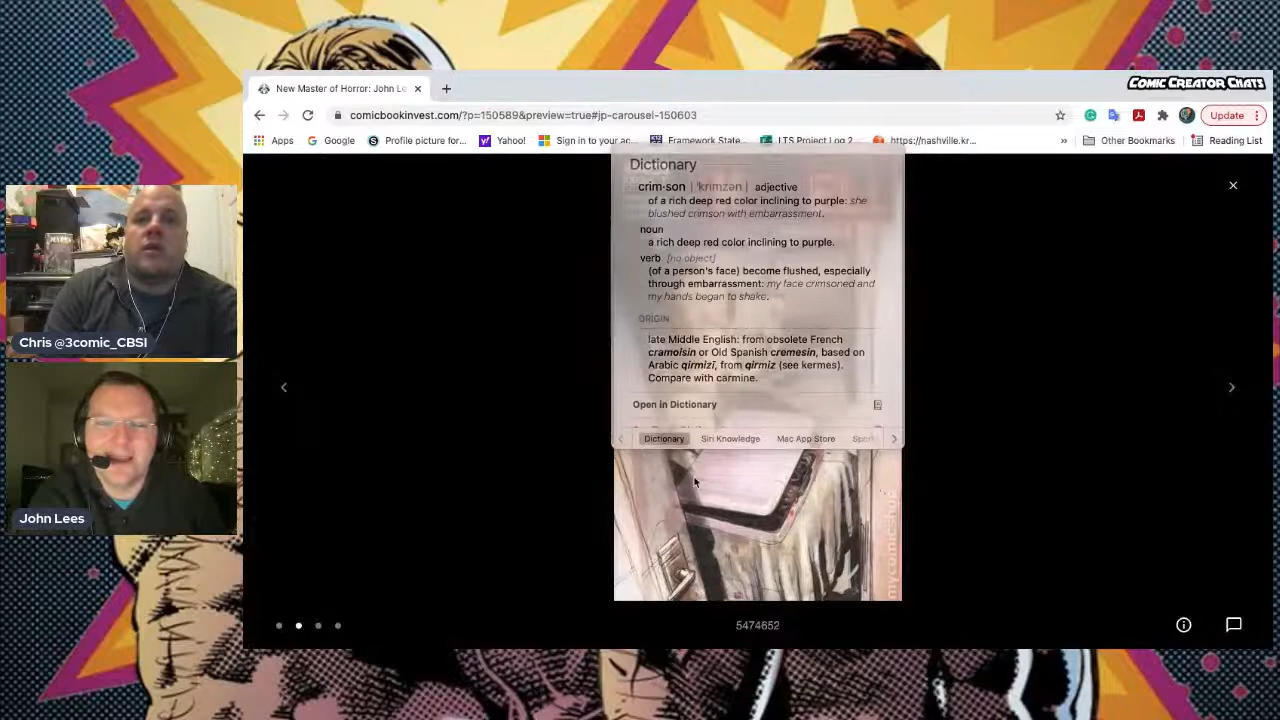 New Master of Horror: John Le
COMIC CREATOR CHATS
comicbookinvest.com/?p=150589&preview=true#jp-carousel-150603
Update
Apps
Google
Profile picture for...
Yahoo!
Sign in to your ac...
Framework State...
LTS Project Log 2...
https://nashville.kr...
»
Other Bookmarks
Reading List
Dictionary
crim·son | ˈkrimzən | adjective
of a rich deep red color inclining to purple: she
blushed crimson with embarrassment.
noun
a rich deep red color inclining to purple.
verb [no object]
(of a person's face) become flushed, especially
through embarrassment: my face crimsoned and
my hands began to shake.
ORIGIN
late Middle English: from obsolete French
cramoisin or Old Spanish cremesin, based on
Arabic qirmizī, from qirmiz (see kermes).
Compare with carmine.
Open in Dictionary
Dictionary
Siri Knowledge
Mac App Store
mycomicshop
5474652
Chris @3comic_CBSI
John Lees